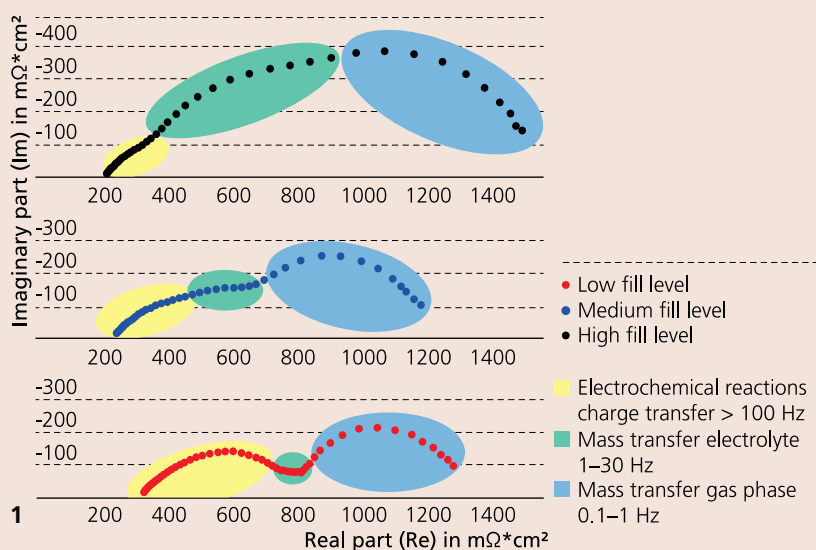 Imaginary part (Im) in mΩ*cm²
-400
-300
-200
-100
200 400 600 800 1000 1200 1400
-300
-200
-100
200 400 600 800 1000 1200 1400
-300
-200
-100
200 400 600 800 1000 1200 1400
Real part (Re) in mΩ*cm²
1
Low fill level
Medium fill level
High fill level
Electrochemical reactions
charge transfer > 100 Hz
Mass transfer electrolyte
1–30 Hz
Mass transfer gas phase
0.1–1 Hz